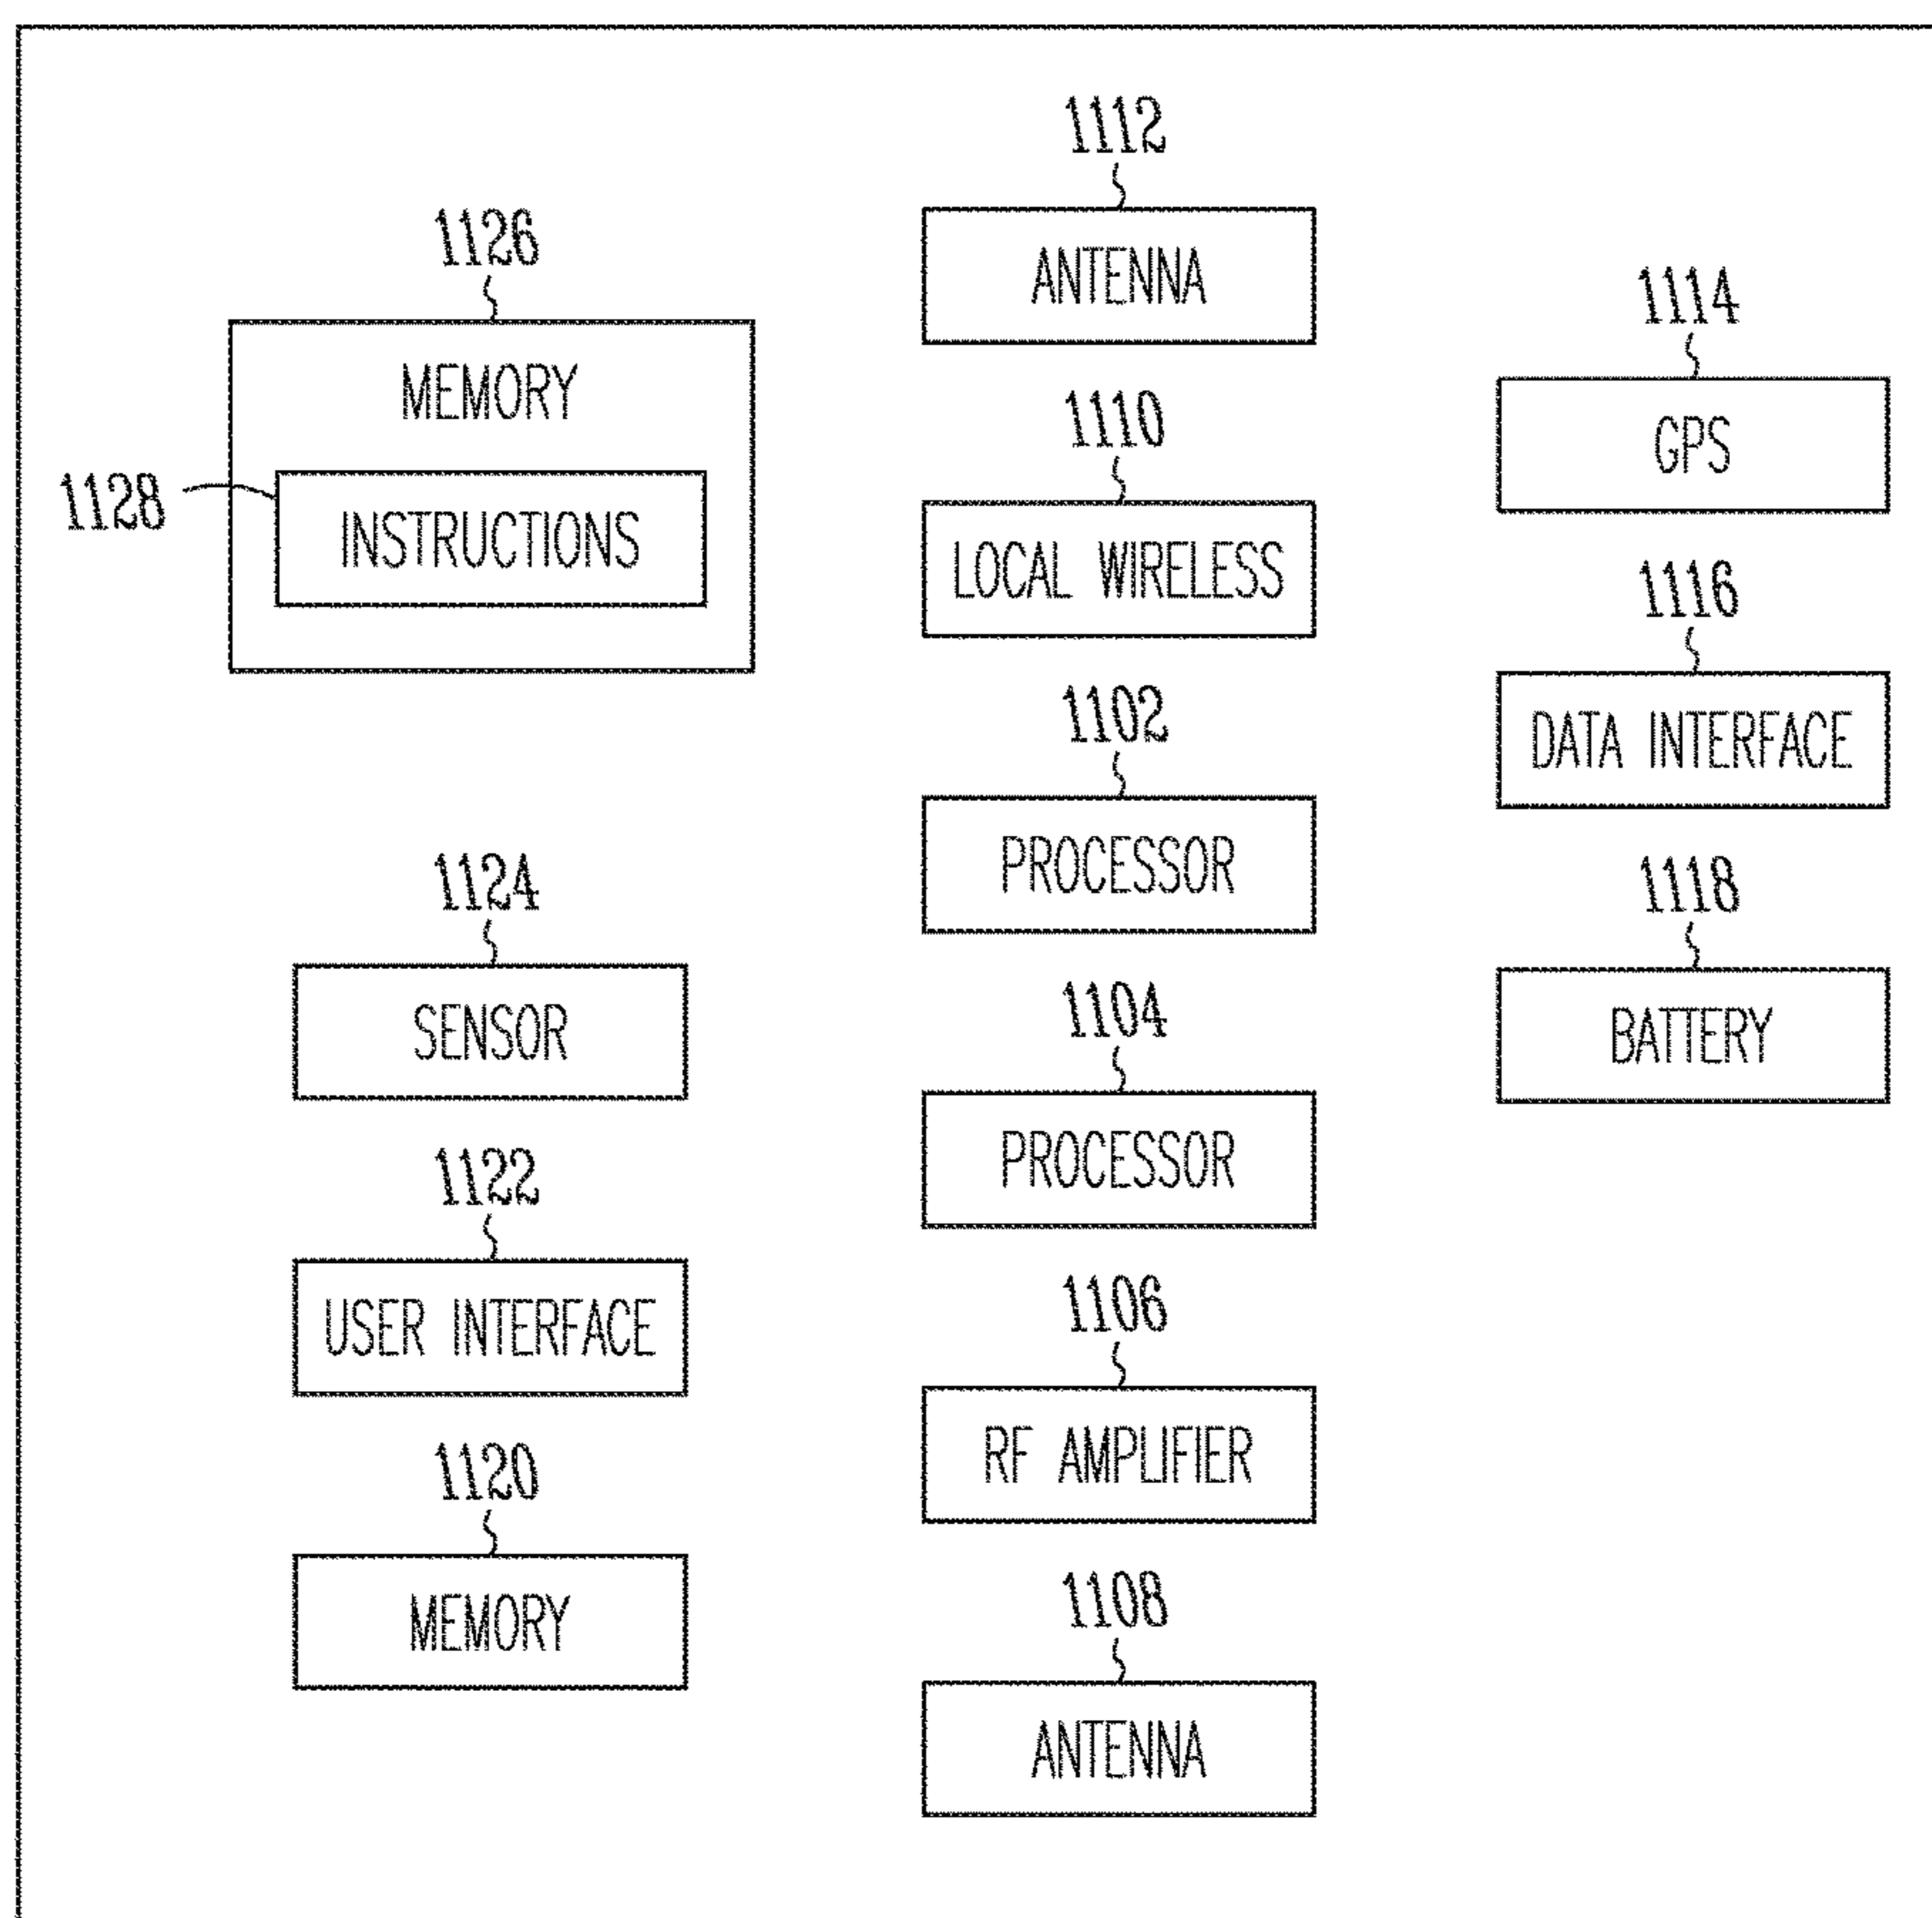 1126
MEMORY
1128
INSTRUCTIONS
1124
SENSOR
1122
USER INTERFACE
1120
MEMORY
1112
ANTENNA
1110
LOCAL WIRELESS
1102
PROCESSOR
1104
PROCESSOR
1106
RF AMPLIFIER
1108
ANTENNA
1114
GPS
1116
DATA INTERFACE
1118
BATTERY